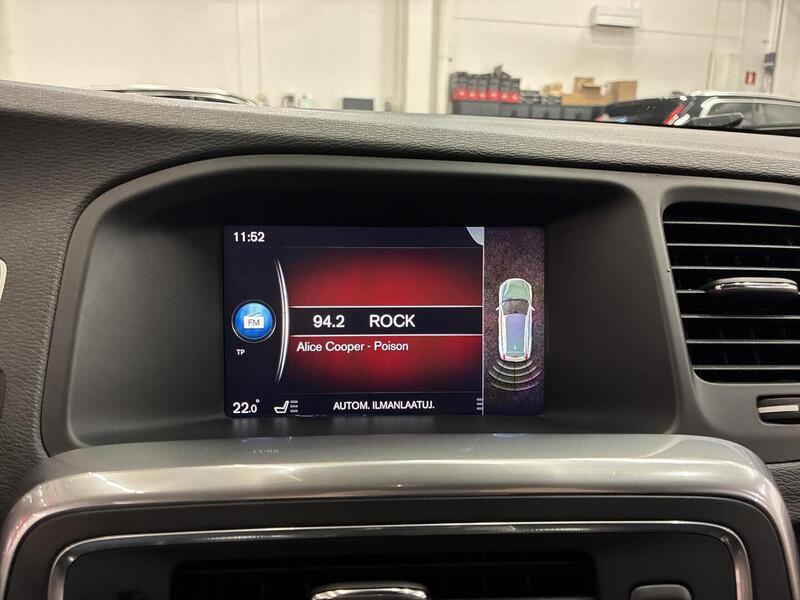 11:52
FM
94.2 ROCK
TP
Alice Cooper - Poison
22.0° AUTOM. ILMANLAATUJ.